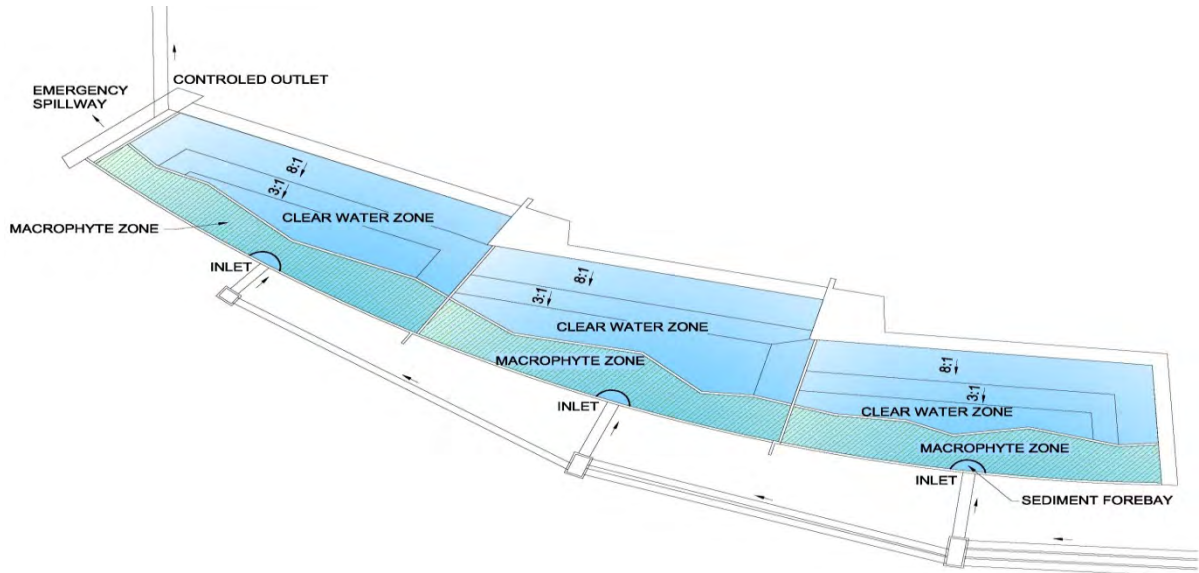 CONTROLED OUTLET
EMERGENCY
SPILLWAY
8:1
3:1
CLEAR WATER ZONE
MACROPHYTE ZONE
INLET
8:1
3:1
CLEAR WATER ZONE
MACROPHYTE ZONE
INLET
8:1
3:1
CLEAR WATER ZONE
MACROPHYTE ZONE
INLET
SEDIMENT FOREBAY